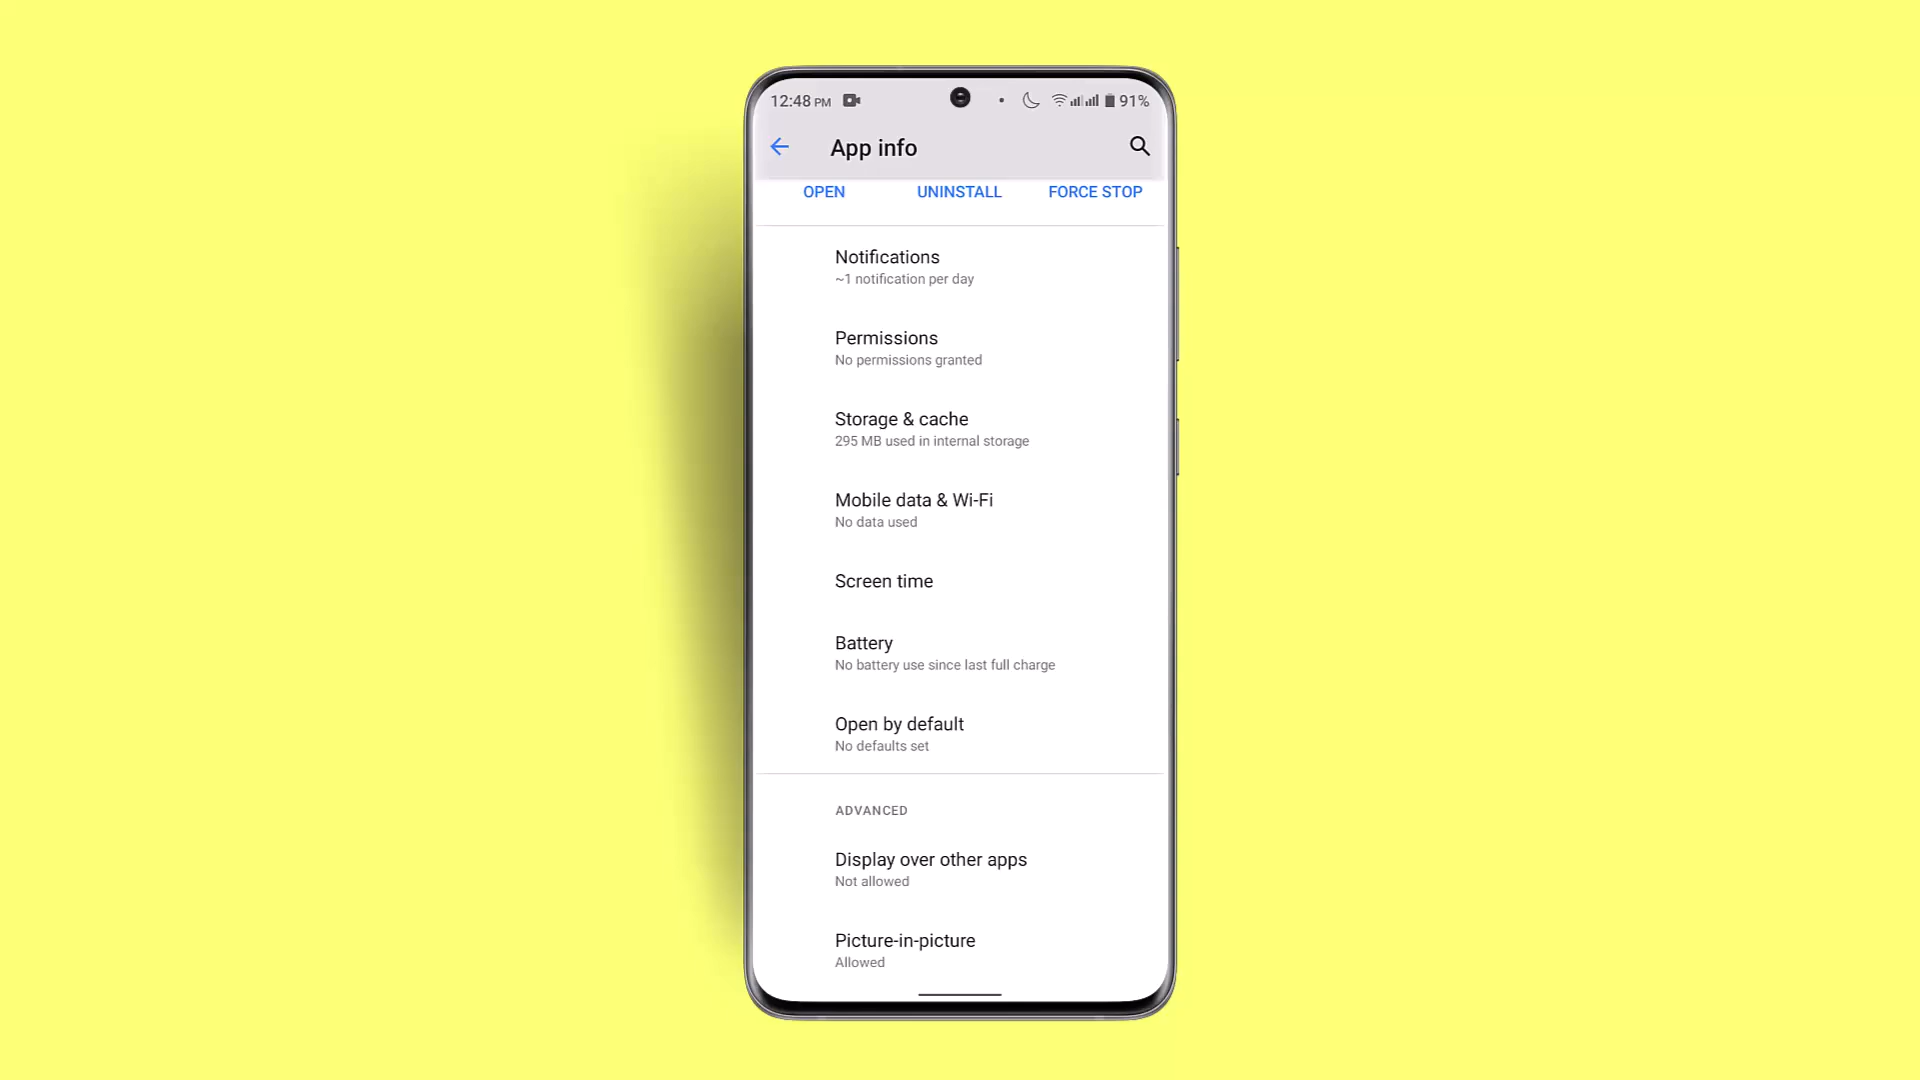 12:48 PM 91%
App info
OPEN UNINSTALL FORCE STOP
Notifications
~1 notification per day
Permissions
No permissions granted
Storage & cache
295 MB used in internal storage
Mobile data & Wi-Fi
No data used
Screen time
Battery
No battery use since last full charge
Open by default
No defaults set
ADVANCED
Display over other apps
Not allowed
Picture-in-picture
Allowed